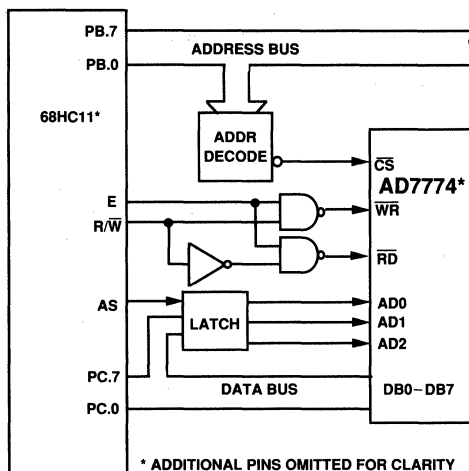 PB.7
ADDRESS BUS
PB.0
68HC11*
ADDR
DECODE
CS
AD7774*
E
WR
R/W
RD
AS
LATCH
AD0
AD1
AD2
PC.7
DATA BUS
DB0–DB7
PC.0
* ADDITIONAL PINS OMITTED FOR CLARITY